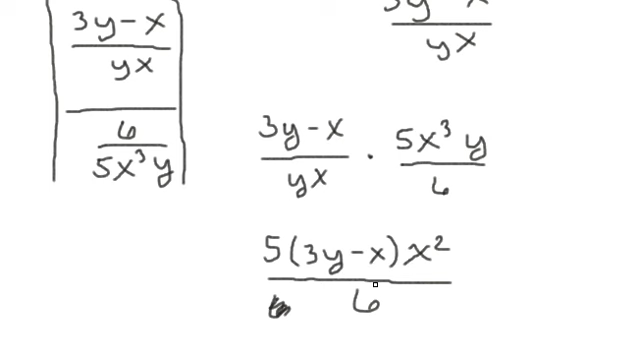 (3y-x)/(yx)
6/(5x³y)
(3y-x)/(yx)
(3y-x)/(yx) · (5x³y)/6
5(3y-x)x²/6